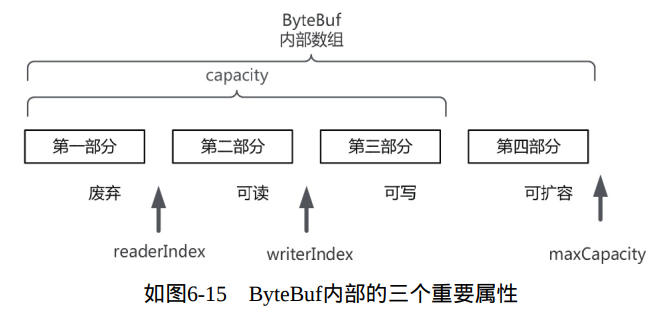 ByteBuf
内部数组
capacity
第一部分 第二部分 第三部分 第四部分
废弃 可读 可写 可扩容
readerIndex writerIndex maxCapacity
如图6-15 ByteBuf内部的三个重要属性